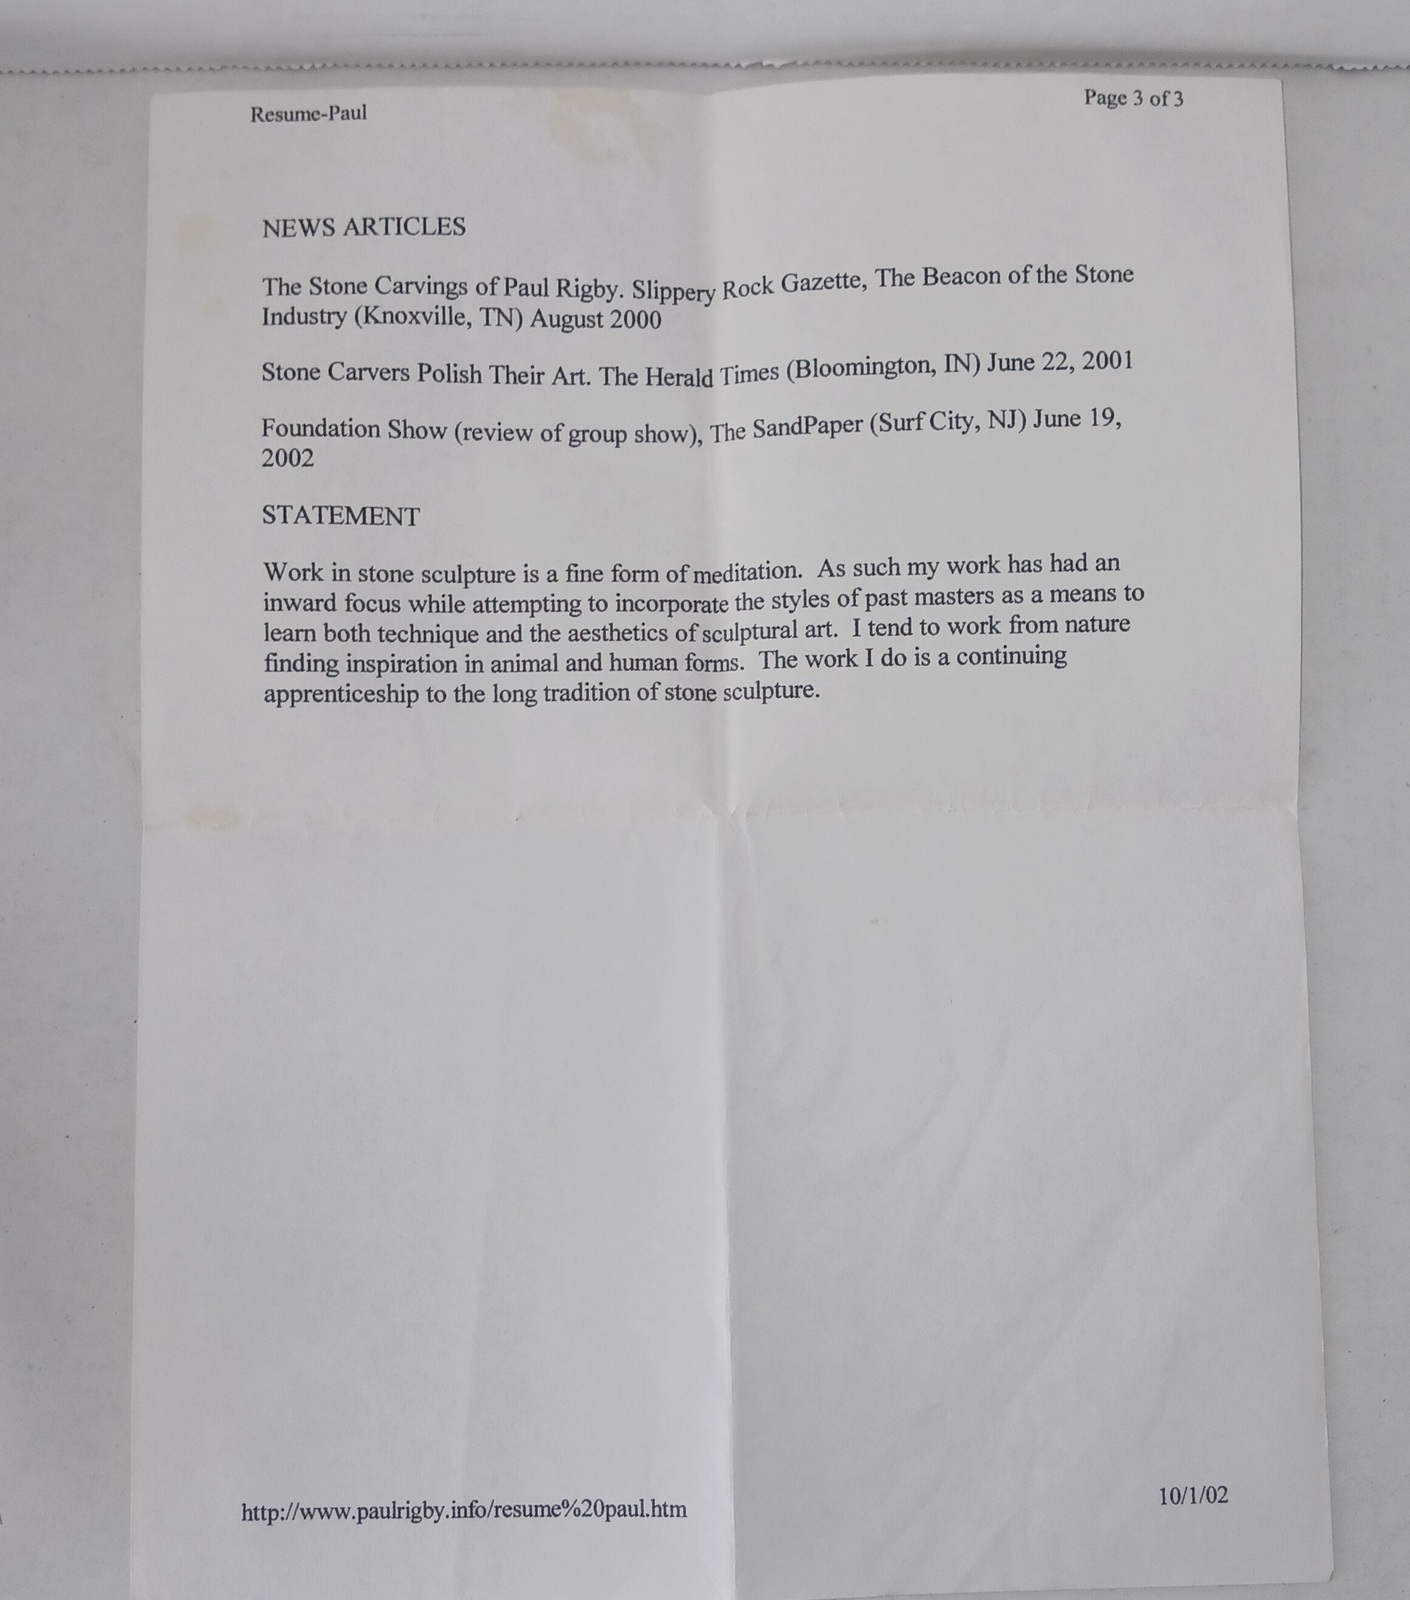 Resume-Paul
Page 3 of 3
NEWS ARTICLES
The Stone Carvings of Paul Rigby. Slippery Rock Gazette, The Beacon of the Stone
Industry (Knoxville, TN) August 2000
Stone Carvers Polish Their Art. The Herald Times (Bloomington, IN) June 22, 2001
Foundation Show (review of group show), The SandPaper (Surf City, NJ) June 19,
2002
STATEMENT
Work in stone sculpture is a fine form of meditation.  As such my work has had an
inward focus while attempting to incorporate the styles of past masters as a means to
learn both technique and the aesthetics of sculptural art.  I tend to work from nature
finding inspiration in animal and human forms.  The work I do is a continuing
apprenticeship to the long tradition of stone sculpture.
http://www.paulrigby.info/resume%20paul.htm
10/1/02